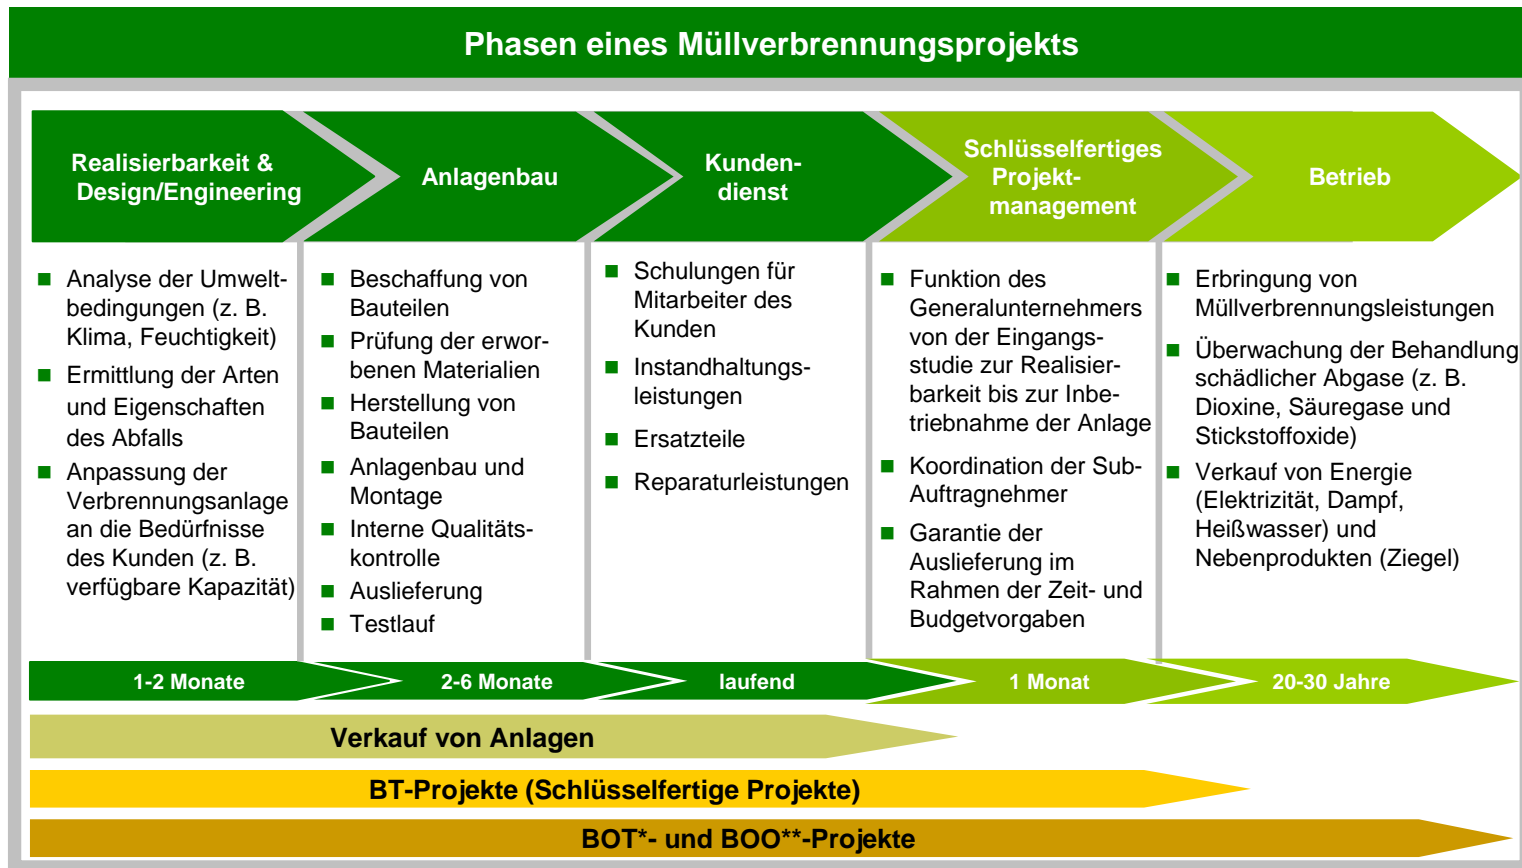 Phasen eines Müllverbrennungsprojekts
Realisierbarkeit &
Design/Engineering
Anlagenbau
Kunden-
dienst
Schlüsselfertiges
Projekt-
management
Betrieb
Analyse der Umwelt-
bedingungen (z. B.
Klima, Feuchtigkeit)
Ermittlung der Arten
und Eigenschaften
des Abfalls
Anpassung der
Verbrennungsanlage
an die Bedürfnisse
des Kunden (z. B.
verfügbare Kapazität)
Beschaffung von
Bauteilen
Prüfung der erwor-
benen Materialien
Herstellung von
Bauteilen
Anlagenbau und
Montage
Interne Qualitäts-
kontrolle
Auslieferung
Testlauf
Schulungen für
Mitarbeiter des
Kunden
Instandhaltungs-
leistungen
Ersatzteile
Reparaturleistungen
Funktion des
Generalunternehmers
von der Eingangs-
studie zur Realisier-
barkeit bis zur Inbe-
triebnahme der Anlage
Koordination der Sub-
Auftragnehmer
Garantie der
Auslieferung im
Rahmen der Zeit- und
Budgetvorgaben
Erbringung von
Müllverbrennungsleistungen
Überwachung der Behandlung
schädlicher Abgase (z. B.
Dioxine, Säuregase und
Stickstoffoxide)
Verkauf von Energie
(Elektrizität, Dampf,
Heißwasser) und
Nebenprodukten (Ziegel)
1-2 Monate
2-6 Monate
laufend
1 Monat
20-30 Jahre
Verkauf von Anlagen
BT-Projekte (Schlüsselfertige Projekte)
BOT*- und BOO**-Projekte